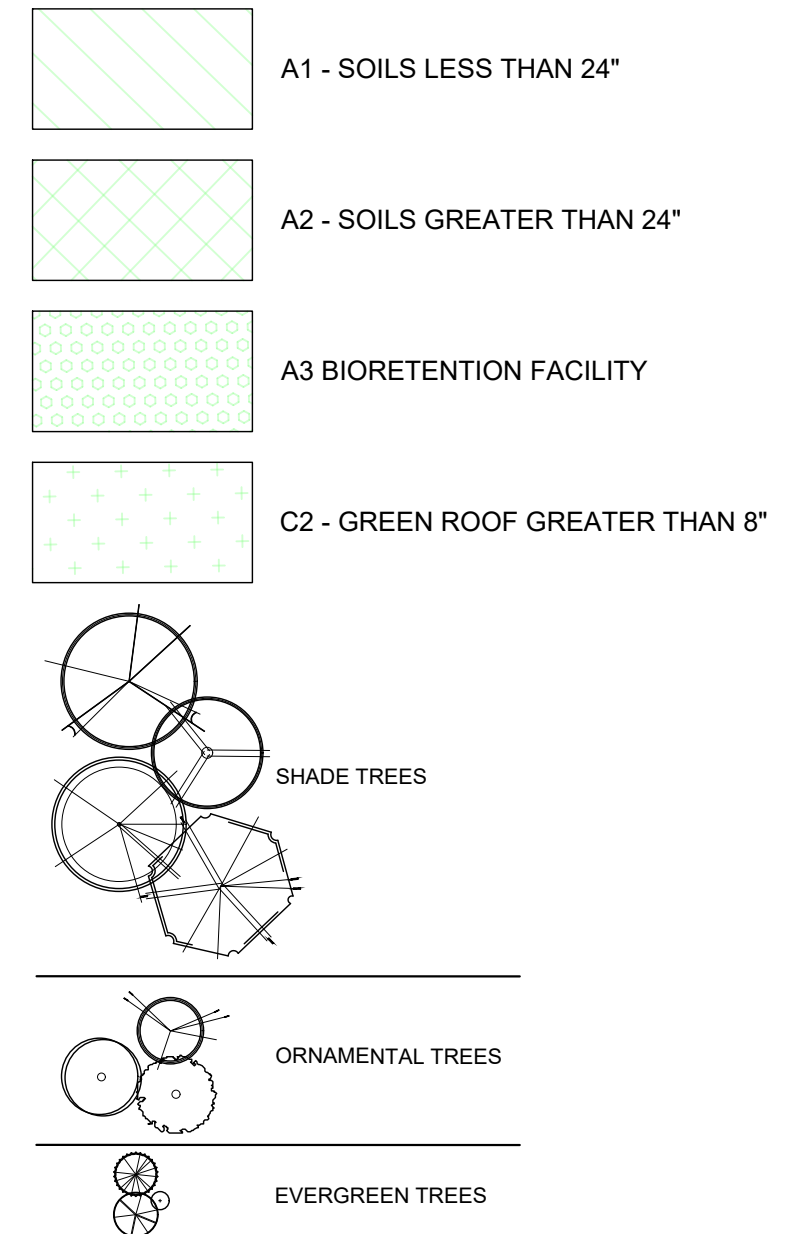 A1 - SOILS LESS THAN 24"
A2 - SOILS GREATER THAN 24"
A3 BIORETENTION FACILITY
C2 - GREEN ROOF GREATER THAN 8"
SHADE TREES
ORNAMENTAL TREES
EVERGREEN TREES